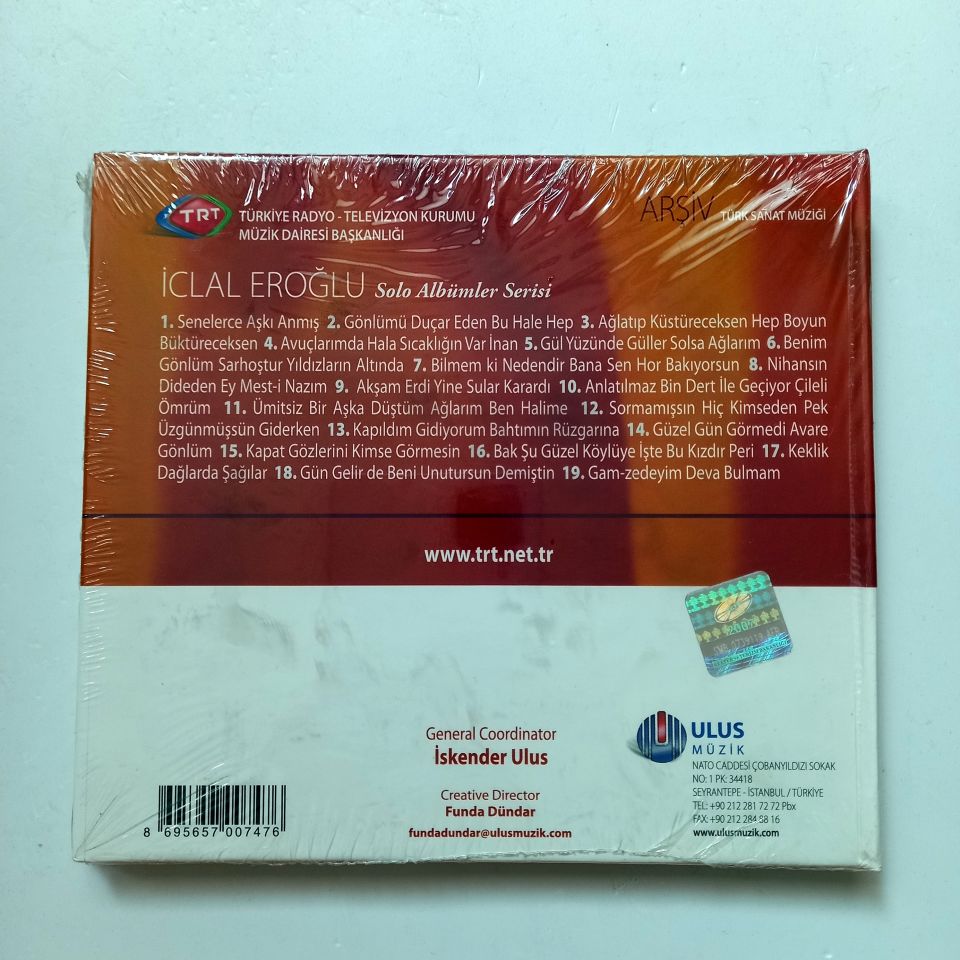 TRT
TÜRKİYE RADYO - TELEVİZYON KURUMU
MÜZİK DAİRESİ BAŞKANLIĞI
ARŞİV TÜRK SANAT MÜZİĞİ
İCLAL EROĞLU Solo Albümler Serisi
1. Senelerce Aşkı Anmış 2. Gönlümü Duçar Eden Bu Hale Hep 3. Ağlatıp Küstüreceksen Hep Boyun
Büktüreceksen 4. Avuçlarımda Hala Sıcaklığın Var İnan 5. Gül Yüzünde Güller Solsa Ağlarım 6. Benim
Gönlüm Sarhoştur Yıldızların Altında 7. Bilmem ki Nedendir Bana Sen Hor Bakıyorsun 8. Nihansın
Dideden Ey Mest-i Nazım 9. Akşam Erdi Yine Sular Karardı 10. Anlatılmaz Bin Dert İle Geçiyor Çileli
Ömrüm 11. Ümitsiz Bir Aşka Düştüm Ağlarım Ben Halime 12. Sormamışsın Hiç Kimseden Pek
Üzgünmüşsün Giderken 13. Kapıldım Gidiyorum Bahtımın Rüzgarına 14. Güzel Gün Görmedi Avare
Gönlüm 15. Kapat Gözlerini Kimse Görmesin 16. Bak Şu Güzel Köylüye İşte Bu Kızdır Peri 17. Keklik
Dağlarda Şağılar 18. Gün Gelir de Beni Unutursun Demiştin 19. Gam-zedeyim Deva Bulmam
www.trt.net.tr
2007
General Coordinator
İskender Ulus
Creative Director
Funda Dündar
fundadundar@ulusmuzik.com
ULUS
MÜZİK
NATO CADDESİ ÇOBANYILDIZI SOKAK
NO: 1 PK: 34418
SEYRANTEPE - İSTANBUL / TÜRKİYE
TEL: +90 212 281 72 72 Pbx
FAX: +90 212 284 88 16
www.ulusmuzik.com
8 695657 007476